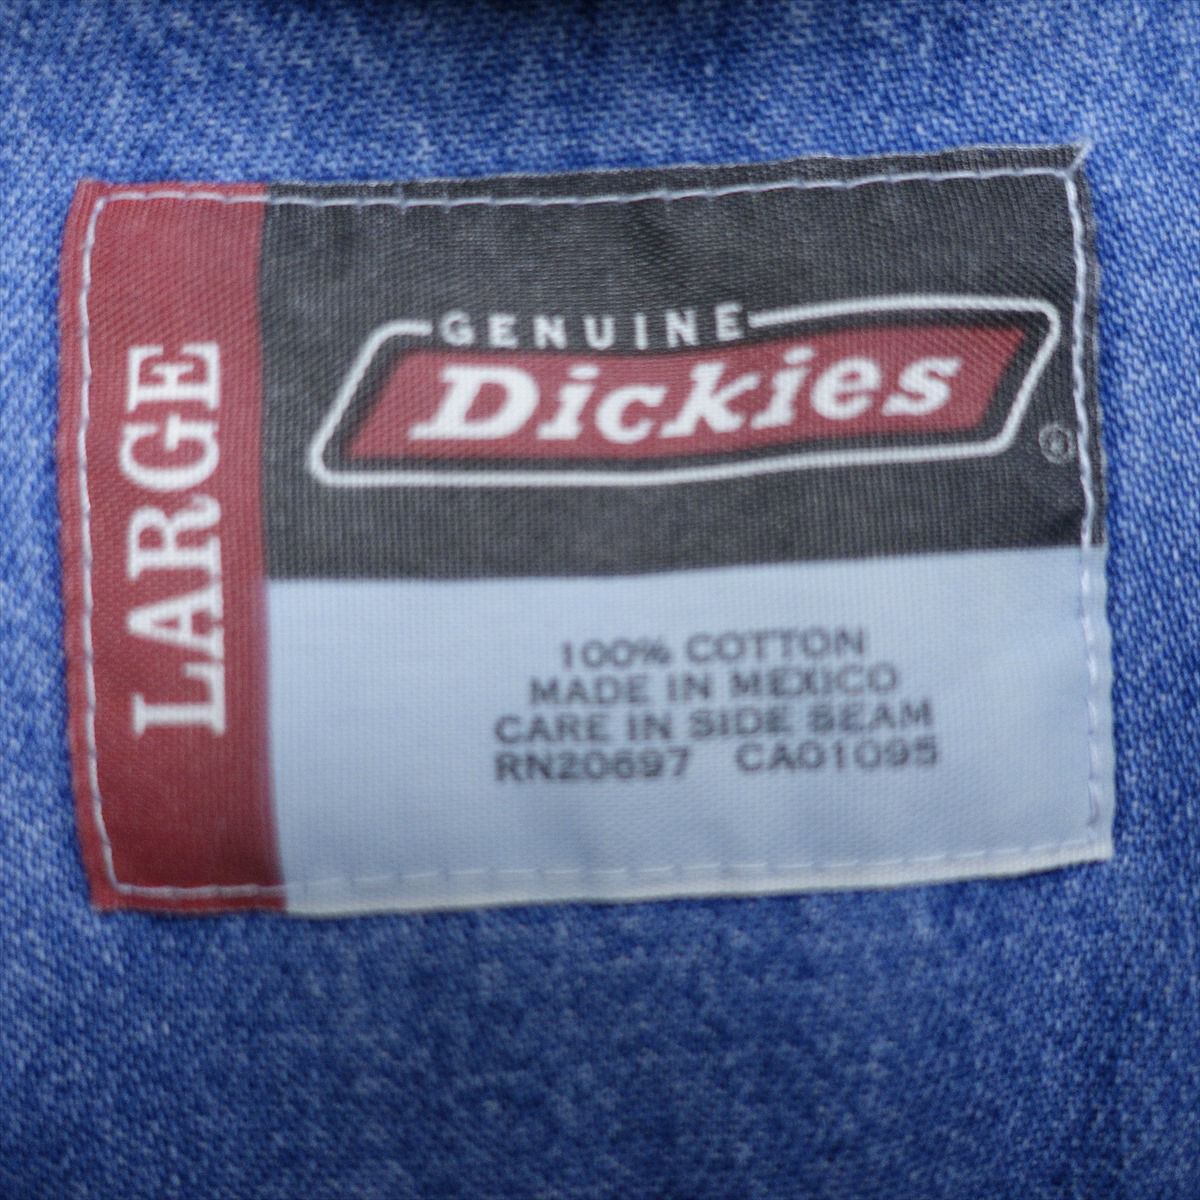 LARGE
GENUINE
Dickies
®
100% COTTON
MADE IN MEXICO
CARE IN SIDE SEAM
RN20697 CA01095